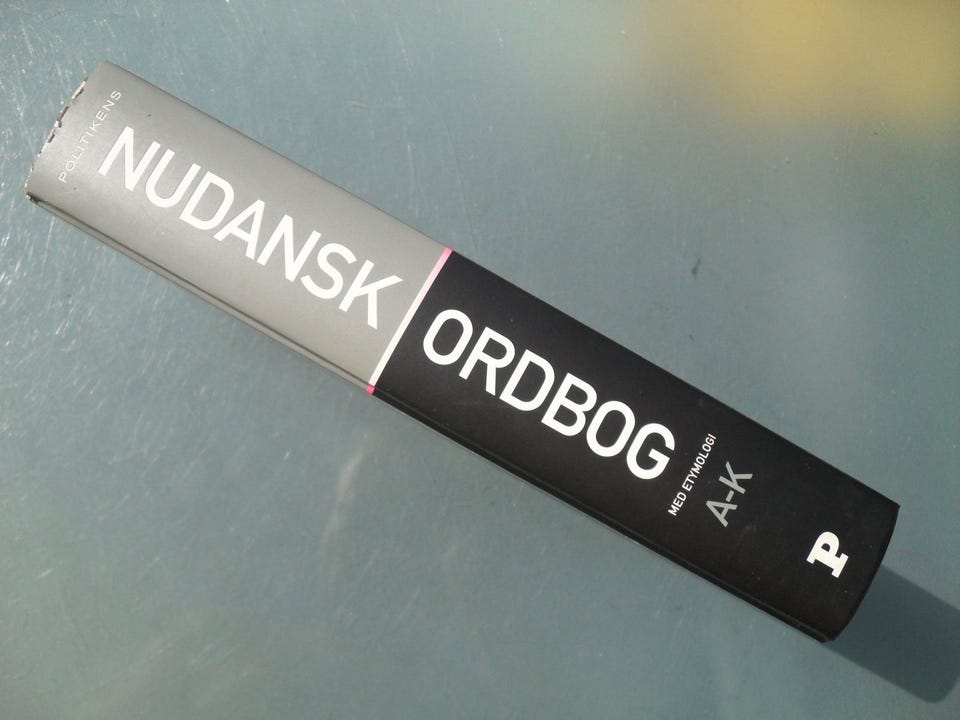 POLITIKENS
NUDANSK
ORDBOG
MED ETYMOLOGI
A-K
P